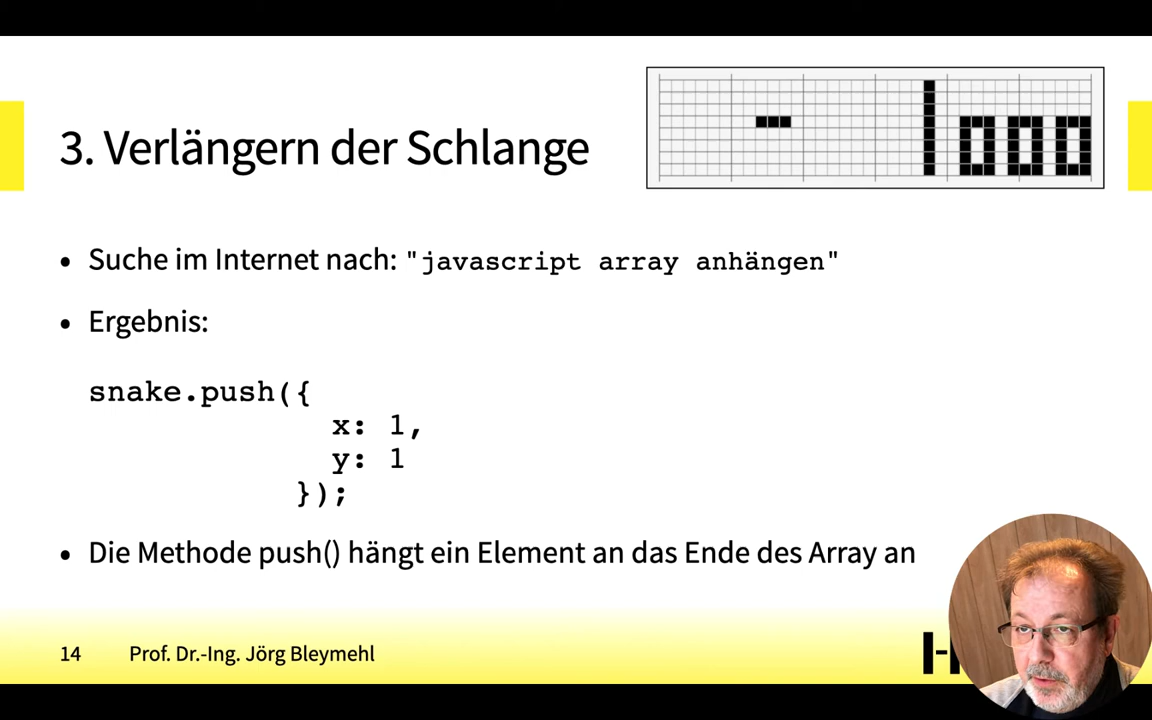 3. Verlängern der Schlange
1000
• Suche im Internet nach: "javascript array anhängen"
• Ergebnis:
snake.push({
x: 1,
y: 1
});
• Die Methode push() hängt ein Element an das Ende des Array an
14 Prof. Dr.-Ing. Jörg Bleymehl